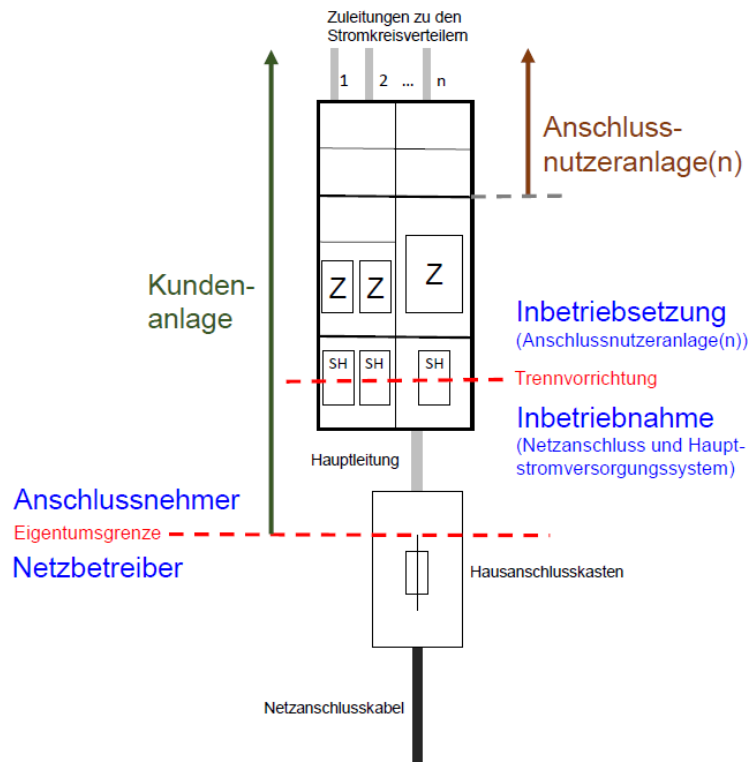 Zuleitungen zu den
Stromkreisverteilern
1 2 ... n
Anschluss-
nutzeranlage(n)
Z Z Z
Kunden-
anlage
Inbetriebsetzung
(Anschlussnutzeranlage(n))
SH SH SH
Trennvorrichtung
Inbetriebnahme
(Netzanschluss und Haupt-
stromversorgungssystem)
Hauptleitung
Anschlussnehmer
Eigentumsgrenze
Netzbetreiber
Hausanschlusskasten
Netzanschlusskabel